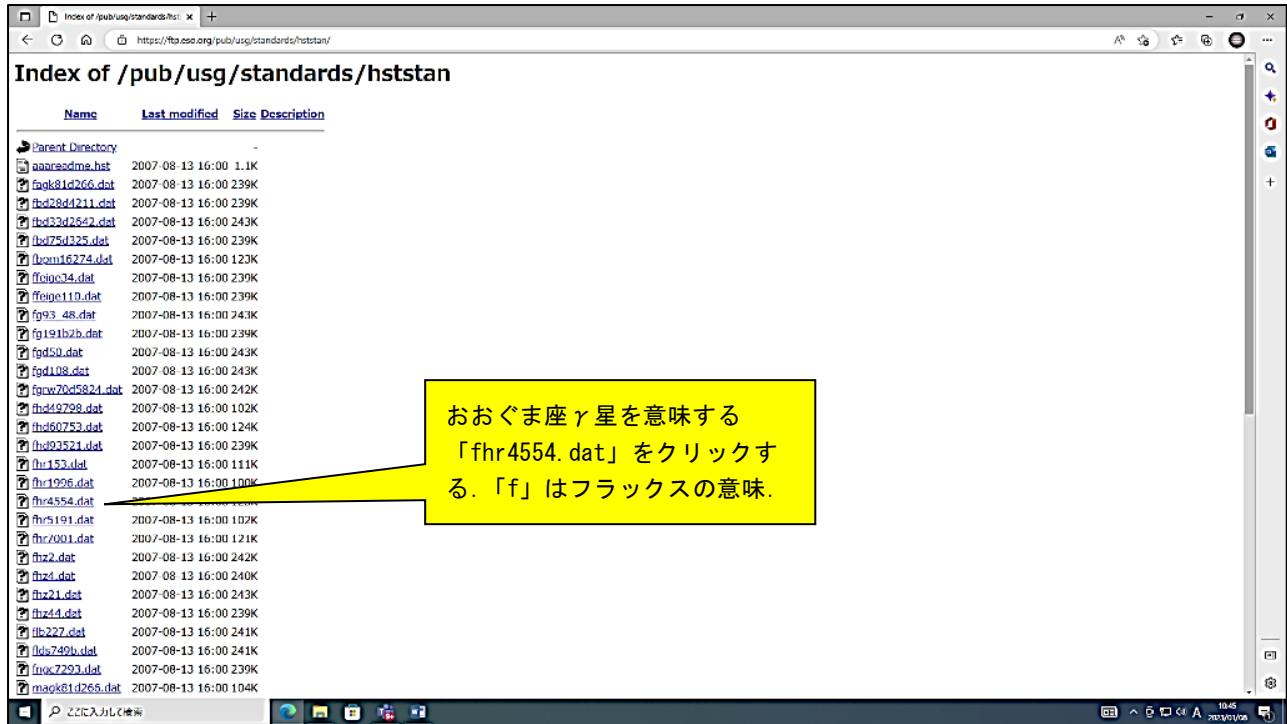 Index of /pub/usg/standards/hst: × +
https://ftp.eso.org/pub/usg/standards/hststan/
Index of /pub/usg/standards/hststan
Name Last modified Size Description
Parent Directory -
aaareadme.hst 2007-08-13 16:00 1.1K
fagk81d266.dat 2007-08-13 16:00 239K
fbd28d4211.dat 2007-08-13 16:00 239K
fbd33d2642.dat 2007-08-13 16:00 243K
fbd75d325.dat 2007-08-13 16:00 239K
fbpm16274.dat 2007-08-13 16:00 123K
ffeige34.dat 2007-08-13 16:00 239K
ffeige110.dat 2007-08-13 16:00 239K
fg93_48.dat 2007-08-13 16:00 243K
fg191b2b.dat 2007-08-13 16:00 239K
fgd50.dat 2007-08-13 16:00 243K
fgd108.dat 2007-08-13 16:00 243K
fgrw70d5824.dat 2007-08-13 16:00 242K
fhd49798.dat 2007-08-13 16:00 102K
fhd60753.dat 2007-08-13 16:00 124K
fhd93521.dat 2007-08-13 16:00 239K
fhr153.dat 2007-08-13 16:00 111K
fhr1996.dat 2007-08-13 16:00 100K
fhr4554.dat
fhr5191.dat 2007-08-13 16:00 102K
fhr7001.dat 2007-08-13 16:00 121K
fhz2.dat 2007-08-13 16:00 242K
fhz4.dat 2007-08-13 16:00 240K
fhz21.dat 2007-08-13 16:00 243K
fhz44.dat 2007-08-13 16:00 239K
flb227.dat 2007-08-13 16:00 241K
flds749b.dat 2007-08-13 16:00 241K
fngc7293.dat 2007-08-13 16:00 239K
magk81d266.dat 2007-08-13 16:00 104K
おおぐま座γ星を意味する
「fhr4554.dat」をクリックす
る.「f」はフラックスの意味.
ここに入力して検索
A 10:45
2023/01/08